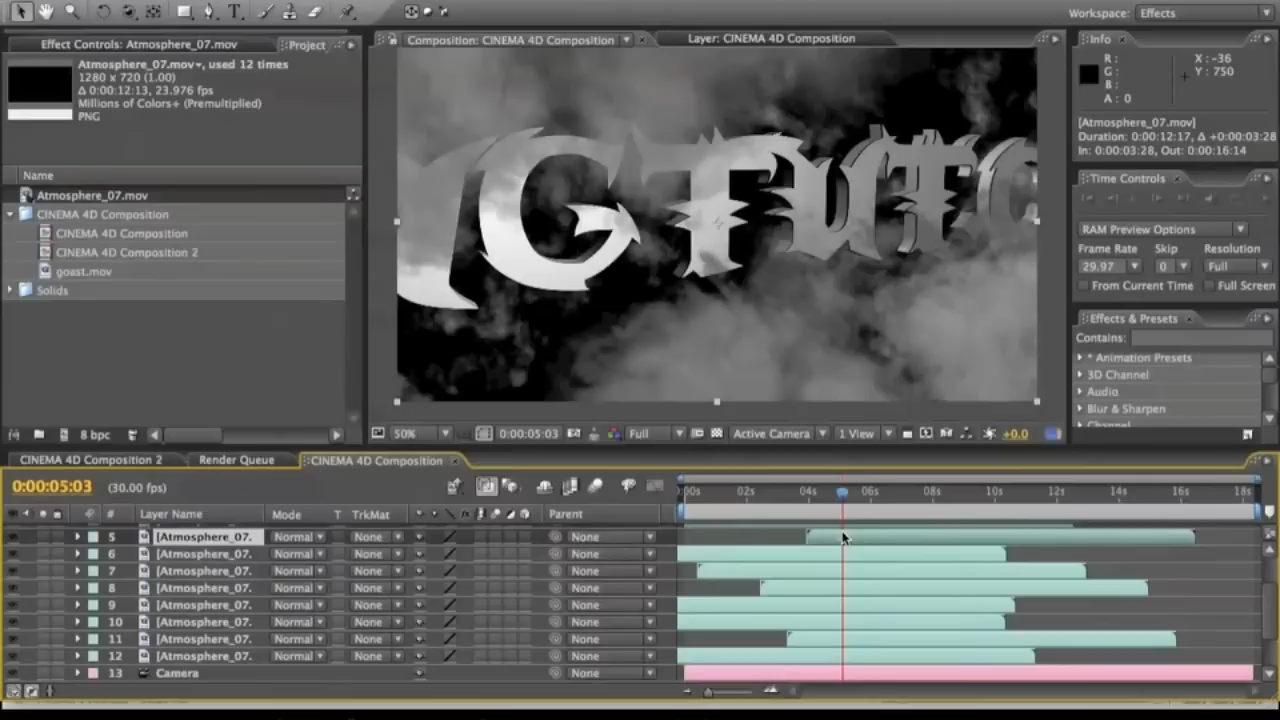 Workspace: Effects
Effect Controls: Atmosphere_07.mov
Project
Atmosphere_07.mov, used 12 times
1280 x 720 (1.00)
Δ 0:00:12:13, 23.976 fps
Millions of Colors+ (Premultiplied)
PNG
Name
Atmosphere_07.mov
CINEMA 4D Composition
CINEMA 4D Composition
CINEMA 4D Composition 2
goast.mov
Solids
8 bpc
Composition: CINEMA 4D Composition
Layer: CINEMA 4D Composition
GTuto
50%
0:00:05:03
Full
Active Camera
1 View
+0.0
Info
R :
G :
B :
A : 0
X : -36
Y : 750
[Atmosphere_07.mov]
Duration: 0:00:12:17, Δ +0:00:03:28
In: 0:00:03:28, Out: 0:00:16:14
Time Controls
RAM Preview Options
Frame Rate Skip Resolution
29.97 0 Full
From Current Time Full Screen
Effects & Presets
Contains:
* Animation Presets
3D Channel
Audio
Blur & Sharpen
Channel
CINEMA 4D Composition 2
Render Queue
CINEMA 4D Composition
0:00:05:03 (30.00 fps)
:00s 02s 04s 06s 08s 10s 12s 14s 16s 18s
# Layer Name Mode T TrkMat Parent
5 [Atmosphere_07. Normal None None
6 [Atmosphere_07. Normal None None
7 [Atmosphere_07. Normal None None
8 [Atmosphere_07. Normal None None
9 [Atmosphere_07. Normal None None
10 [Atmosphere_07. Normal None None
11 [Atmosphere_07. Normal None None
12 [Atmosphere_07. Normal None None
13 Camera None